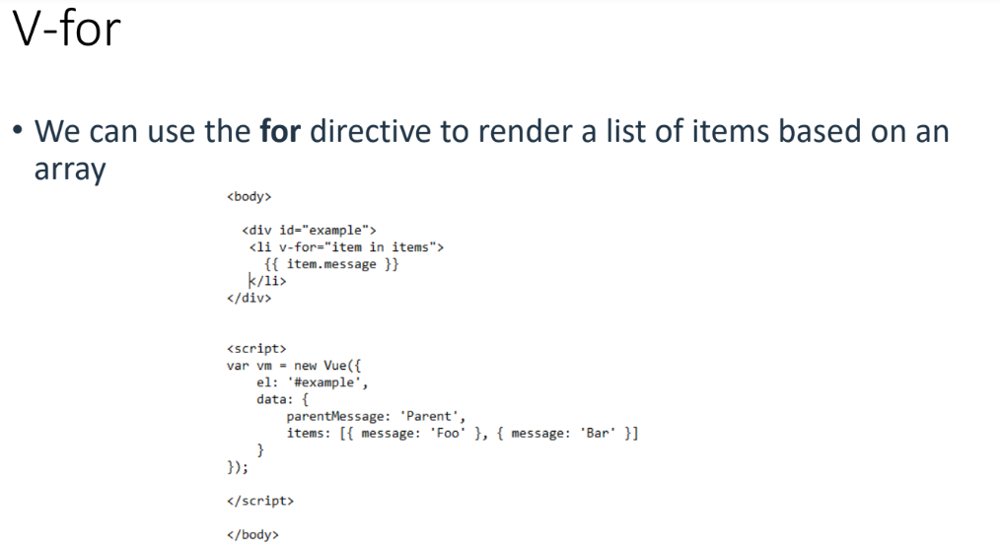 V-for
• We can use the for directive to render a list of items based on an
array
<body>
<div id="example">
<li v-for="item in items">
{{ item.message }}
</li>
</div>
<script>
var vm = new Vue({
el: '#example',
data: {
parentMessage: 'Parent',
items: [{ message: 'Foo' }, { message: 'Bar' }]
}
});
</script>
</body>